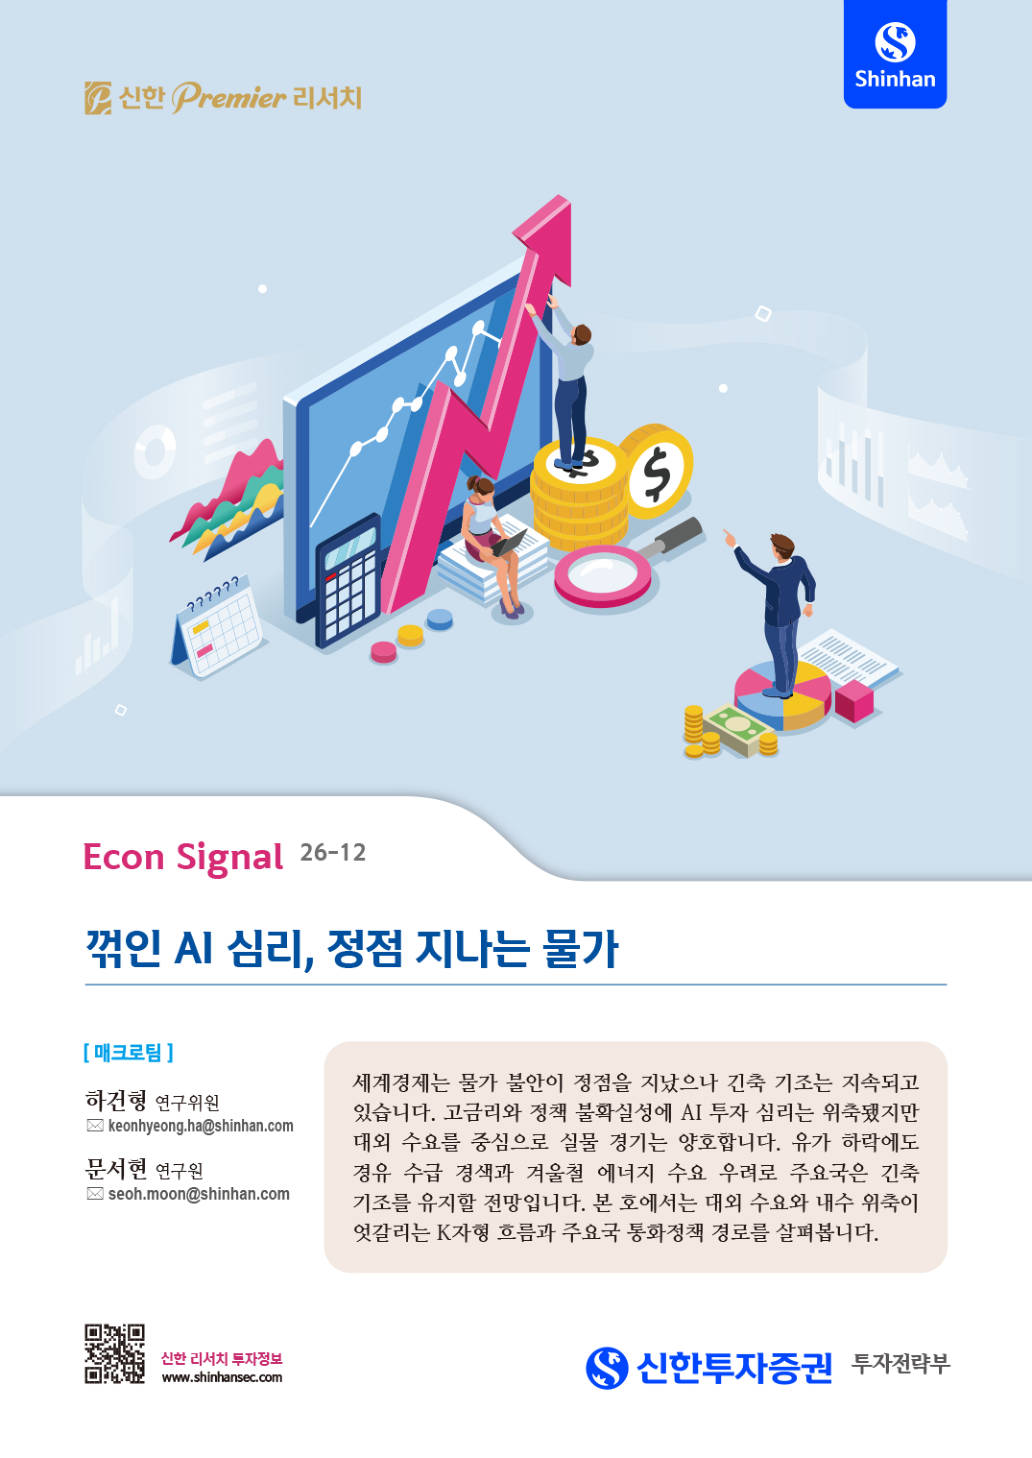 신한 Premier 리서치
Shinhan
Econ Signal 26-12
꺾인 AI 심리, 정점 지나는 물가
[ 매크로팀 ]
하건형 연구위원
keonhyeong.ha@shinhan.com
문서현 연구원
seoh.moon@shinhan.com
세계경제는 물가 불안이 정점을 지났으나 긴축 기조는 지속되고
있습니다. 고금리와 정책 불확실성에 AI 투자 심리는 위축됐지만
대외 수요를 중심으로 실물 경기는 양호합니다. 유가 하락에도
경유 수급 경색과 겨울철 에너지 수요 우려로 주요국은 긴축
기조를 유지할 전망입니다. 본 호에서는 대외 수요와 내수 위축이
엇갈리는 K자형 흐름과 주요국 통화정책 경로를 살펴봅니다.
신한 리서치 투자정보
www.shinhansec.com
신한투자증권 투자전략부